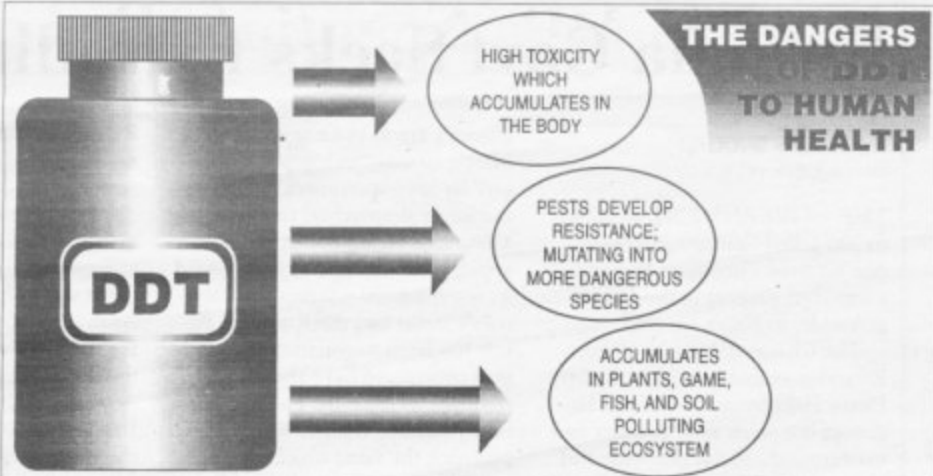 THE DANGERS
OF DDT
TO HUMAN
HEALTH
HIGH TOXICITY
WHICH
ACCUMULATES IN
THE BODY
DDT
PESTS DEVELOP
RESISTANCE;
MUTATING INTO
MORE DANGEROUS
SPECIES
ACCUMULATES
IN PLANTS, GAME,
FISH, AND SOIL
POLLUTING
ECOSYSTEM